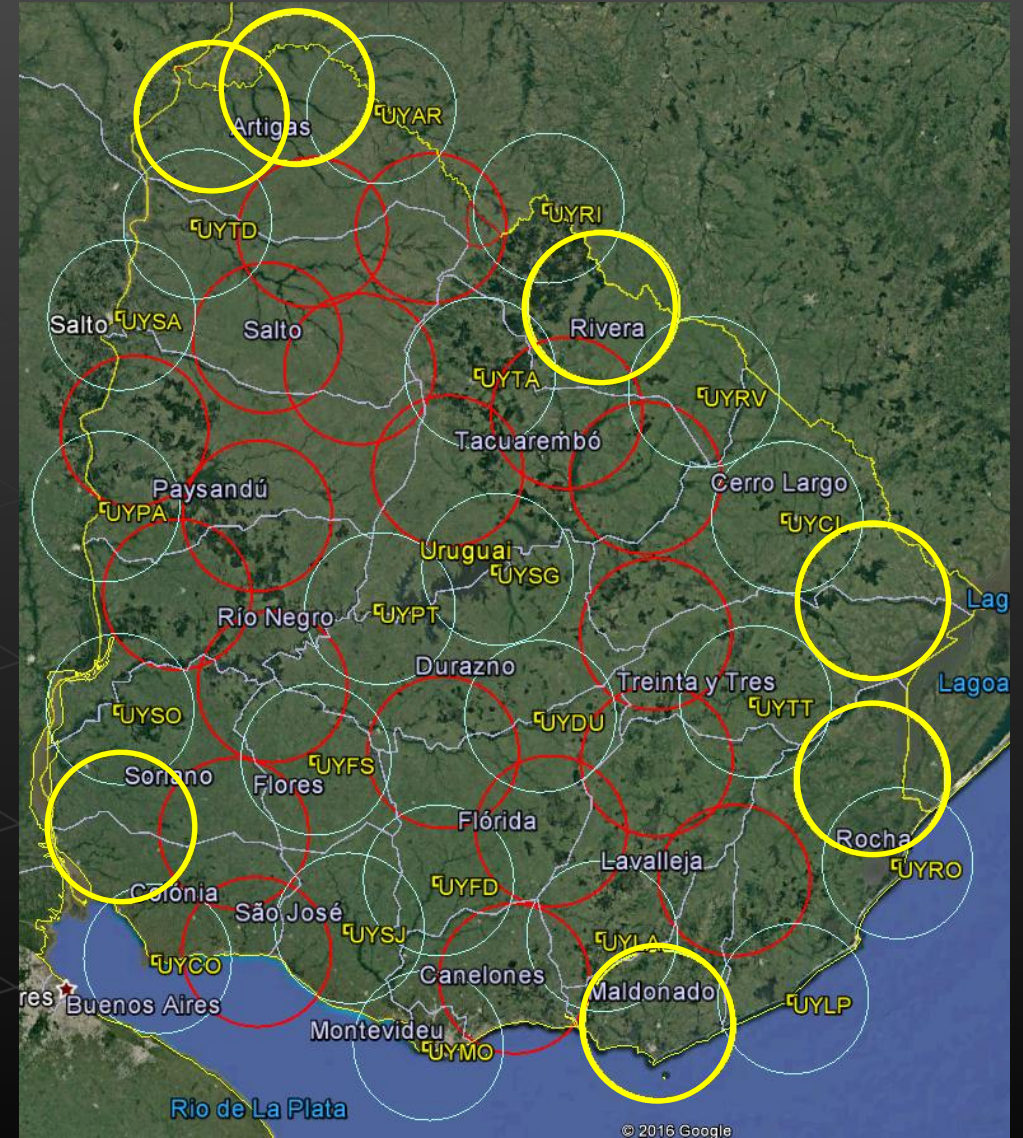 UYAR
Artigas
UYRI
UYTD
Salto
UYSA
Salto
Rivera
UYTA
UYRV
Tacuarembó
Cerro Largo
Paysandú
UYPA
UYCL
Uruguai
UYSG
Lag
Río Negro
UYPT
Durazno
Treinta y Tres
Lagoa
UYSO
UYDU
UYTT
Soriano
Flores
UYFS
Flórida
Rocha
Lavalleja
UYRO
Colónia
UYFD
São José
UYSJ
UYLA
UYCO
Canelones
Maldonado
res
Buenos Aires
UYLP
Montevideu
UYMO
Rio de La Plata
© 2016 Google